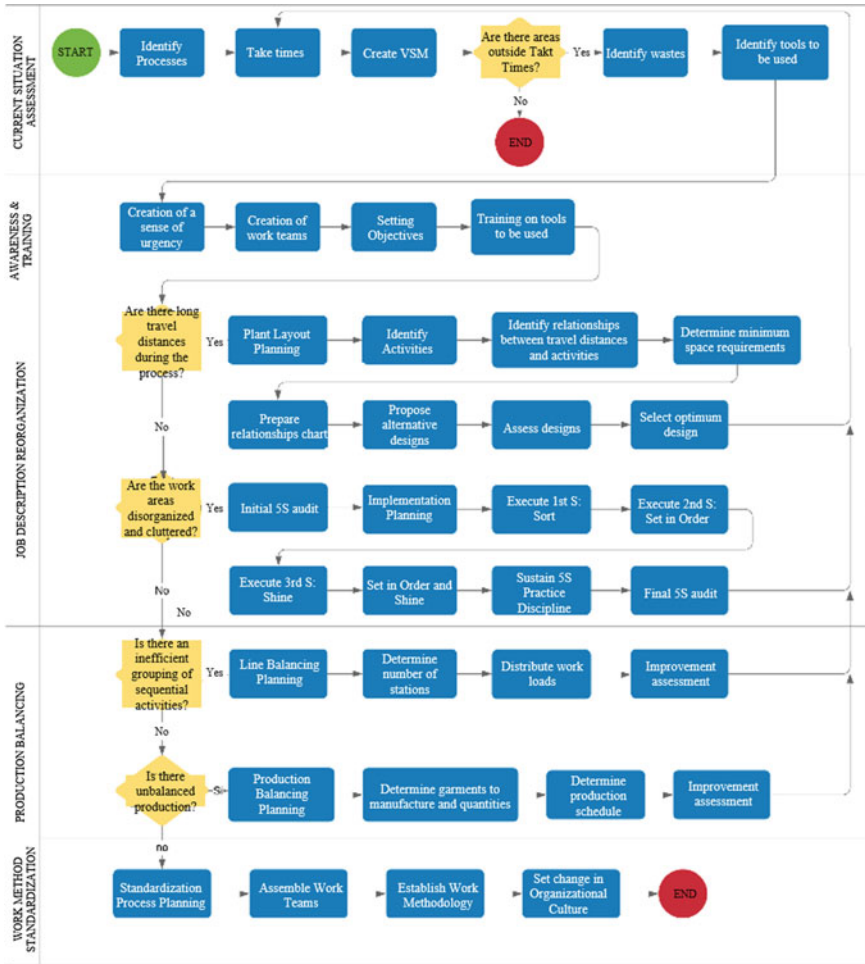 CURRENT SITUATION
ASSESSMENT
START
Identify
Processes
Take times
Create VSM
Are there areas
outside Takt
Times?
Yes
Identify wastes
Identify tools to
be used
No
END
AWARENESS &
TRAINING
Creation of a
sense of
urgency
Creation of
work teams
Setting
Objectives
Training on tools
to be used
JOB DESCRIPTION REORGANIZATION
Are there long
travel
distances
during the
process?
Yes
Plant Layout
Planning
Identify
Activities
Identify relationships
between travel distances
and activities
Determine minimum
space requirements
Prepare
relationships chart
Propose
alternative
designs
Assess designs
Select optimum
design
No
Are the work
areas
disorganized
and cluttered?
Yes
Initial 5S audit
Implementation
Planning
Execute 1st S:
Sort
Execute 2nd S:
Set in Order
Execute 3rd S:
Shine
Set in Order and
Shine
Sustain 5S
Practice
Discipline
Final 5S audit
No
No
PRODUCTION BALANCING
Is there an
inefficient
grouping of
sequential
activities?
Yes
Line Balancing
Planning
Determine
number of
stations
Distribute work
loads
Improvement
assessment
No
Is there
unbalanced
production?
Si
Production
Balancing
Planning
Determine garments to
manufacture and quantities
Determine
production
schedule
Improvement
assessment
no
WORK METHOD
STANDARDIZATION
Standardization
Process Planning
Assemble Work
Teams
Establish Work
Methodology
Set change in
Organizational
Culture
END